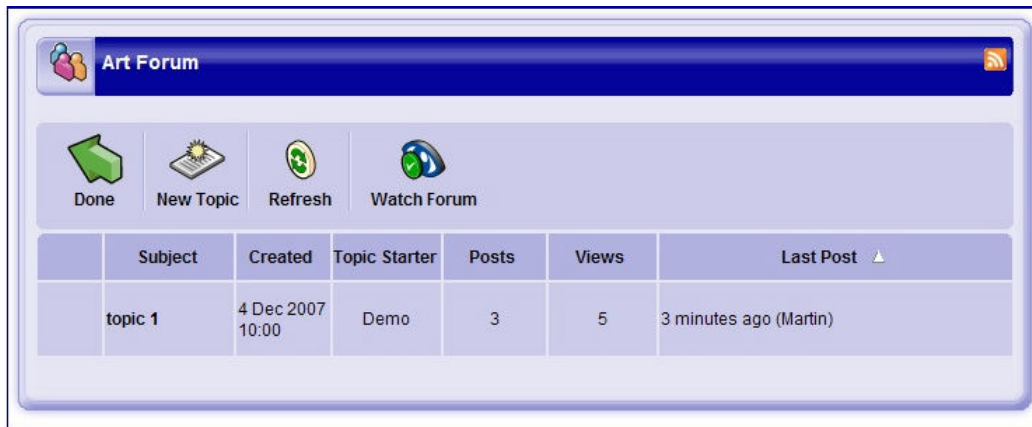 Art Forum
Done New Topic Refresh Watch Forum
Subject Created Topic Starter Posts Views Last Post
topic 1 4 Dec 2007 10:00 Demo 3 5 3 minutes ago (Martin)